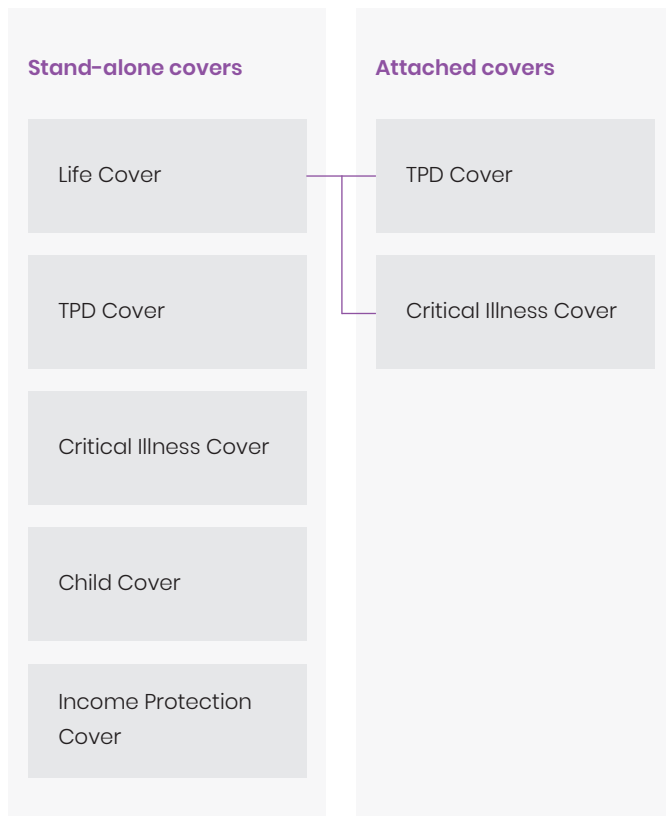 Stand-alone covers
Life Cover
TPD Cover
Critical Illness Cover
Child Cover
Income Protection
Cover
Attached covers
TPD Cover
Critical Illness Cover